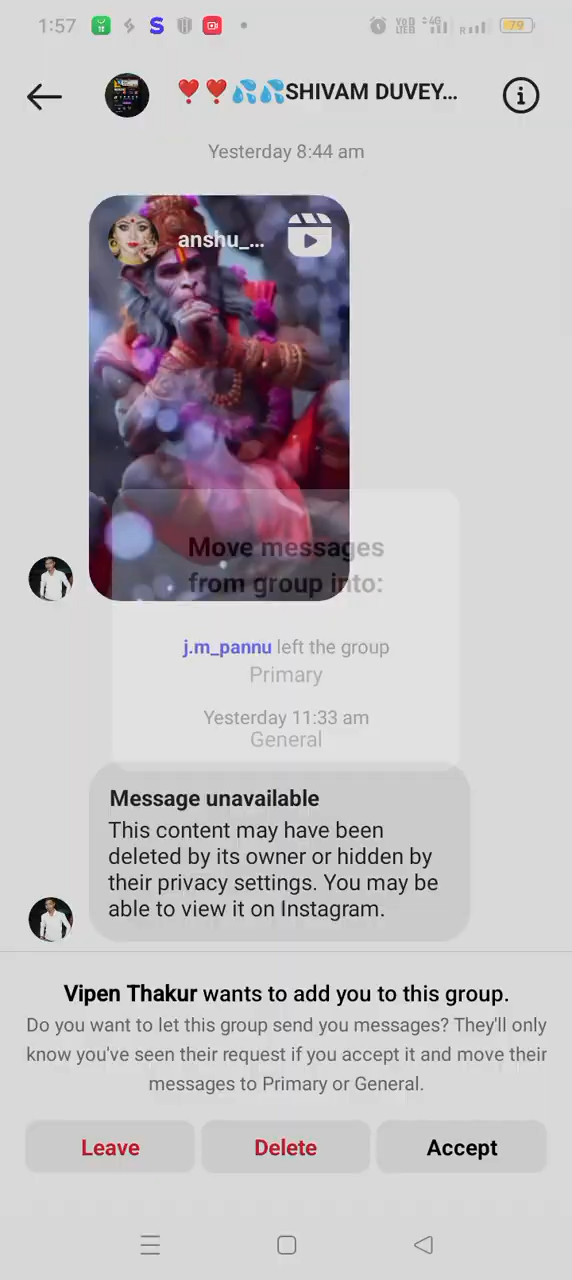 1:57
79
❣️❣️💦💦SHIVAM DUVEY...
Yesterday 8:44 am
anshu_...
Move messages
from group into:
j.m_pannu left the group
Primary
Yesterday 11:33 am
General
Message unavailable
This content may have been
deleted by its owner or hidden by
their privacy settings. You may be
able to view it on Instagram.
Vipen Thakur wants to add you to this group.
Do you want to let this group send you messages? They'll only
know you've seen their request if you accept it and move their
messages to Primary or General.
Leave Delete Accept